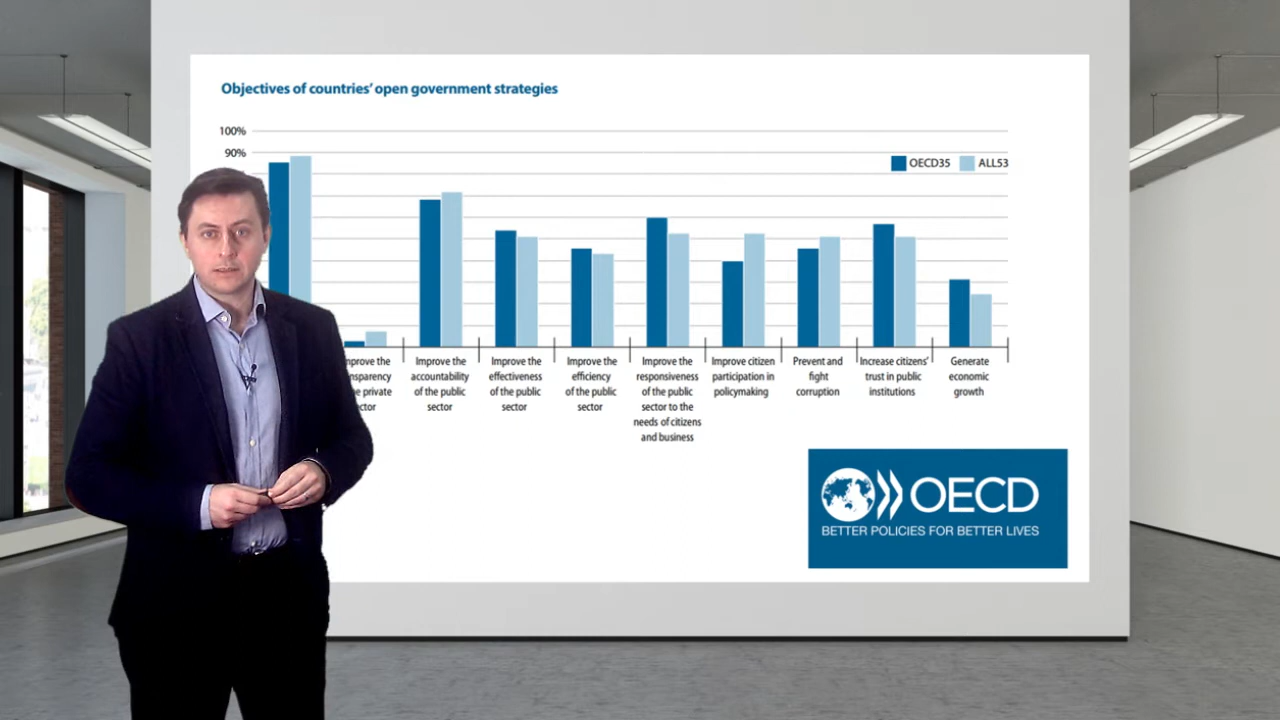 Objectives of countries' open government strategies
100%
90%
OECD35 ALL53
Improve the
accountability
of the public
sector
Improve the
effectiveness
of the public
sector
Improve the
efficiency
of the public
sector
Improve the
responsiveness
of the public
sector to the
needs of citizens
and business
Improve citizen
participation in
policymaking
Prevent and
fight
corruption
Increase citizens'
trust in public
institutions
Generate
economic
growth
the
private
OECD
BETTER POLICIES FOR BETTER LIVES